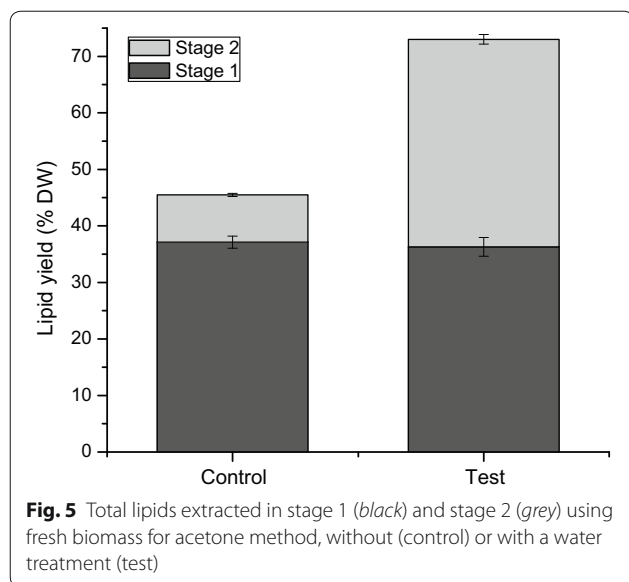 Stage 2
Stage 1
70
60
50
40
30
20
10
0
Lipid yield (% DW)
Control Test
Fig. 5 Total lipids extracted in stage 1 (black) and stage 2 (grey) using
fresh biomass for acetone method, without (control) or with a water
treatment (test)